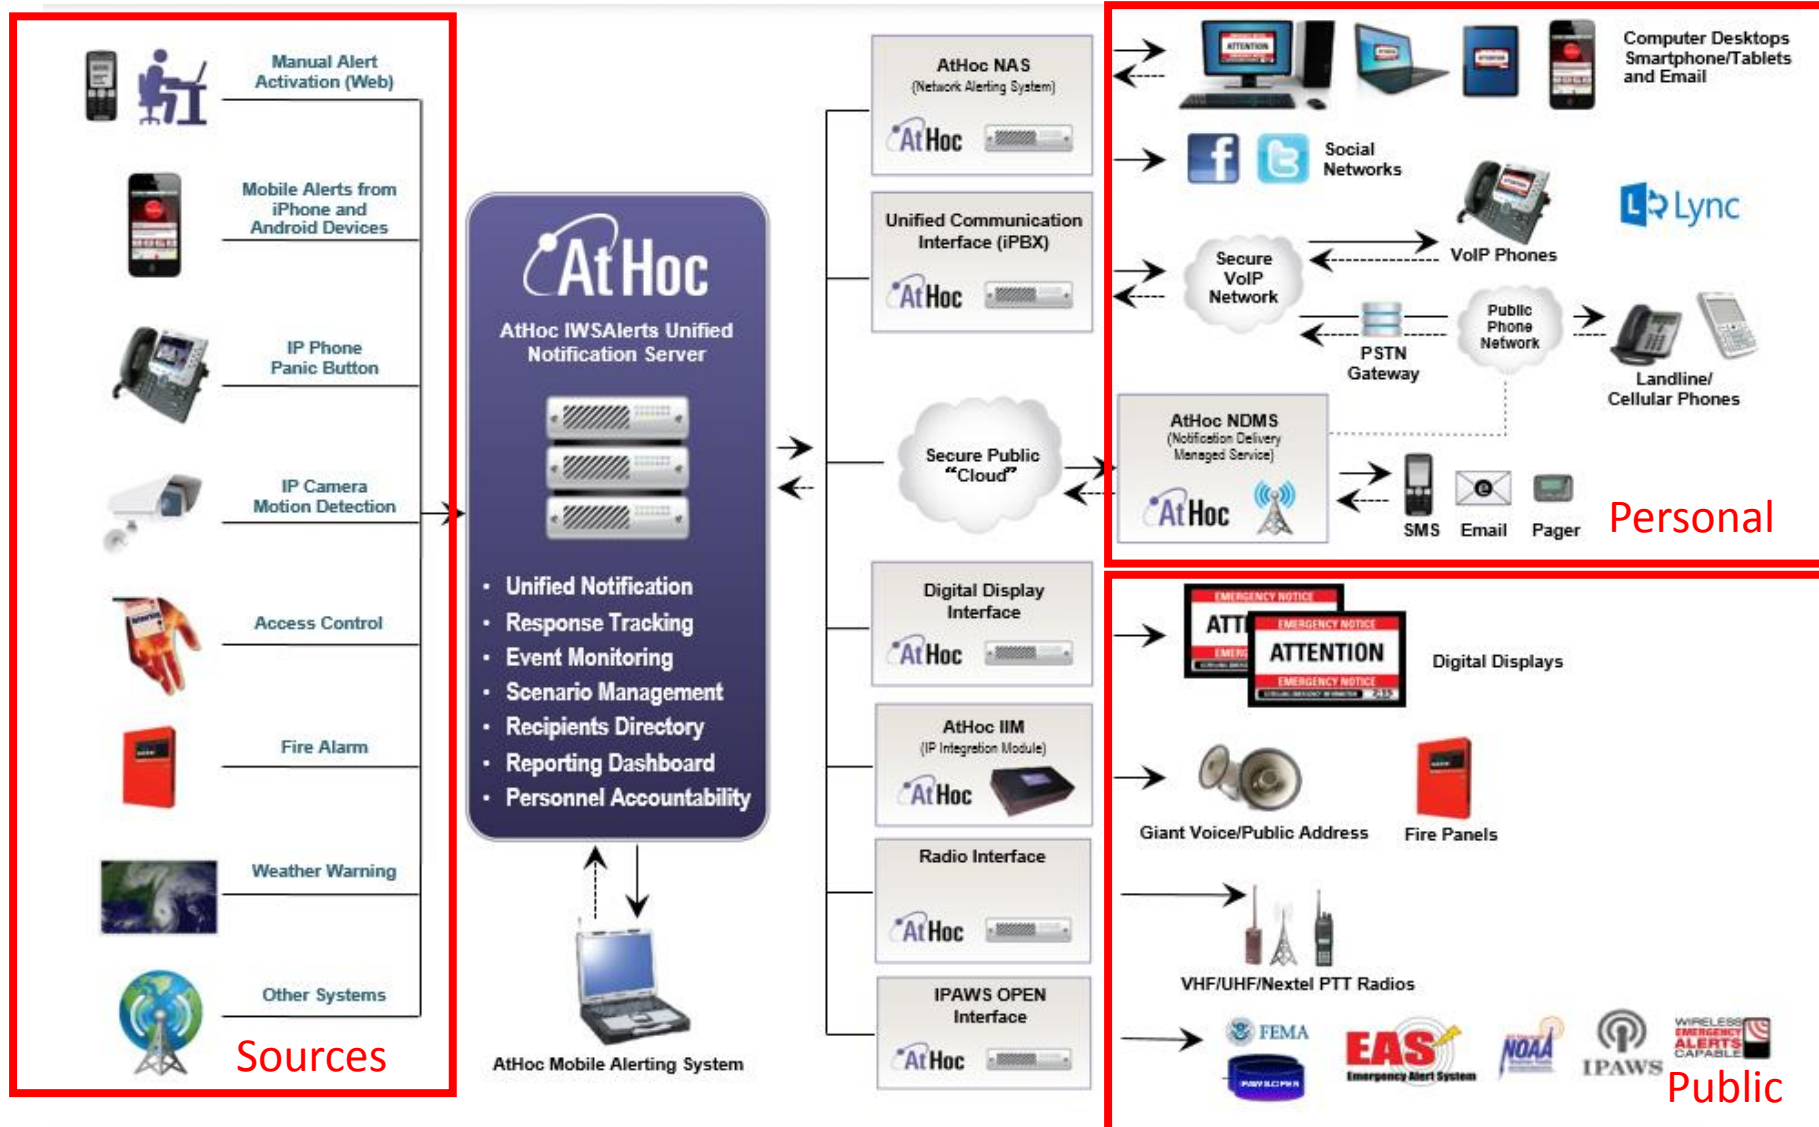 Manual Alert
Activation (Web)
Mobile Alerts from
iPhone and
Android Devices
IP Phone
Panic Button
IP Camera
Motion Detection
Access Control
Fire Alarm
Weather Warning
Other Systems
Sources
AtHoc
AtHoc IWSAlerts Unified
Notification Server
• Unified Notification
• Response Tracking
• Event Monitoring
• Scenario Management
• Recipients Directory
• Reporting Dashboard
• Personnel Accountability
AtHoc Mobile Alerting System
AtHoc NAS
(Network Alerting System)
AtHoc
Unified Communication
Interface (iPBX)
AtHoc
Secure Public
“Cloud”
Digital Display
Interface
AtHoc
AtHoc IIM
(IP Integration Module)
AtHoc
Radio Interface
AtHoc
IPAWS OPEN
Interface
AtHoc
ATTENTION
Computer Desktops
Smartphone/Tablets
and Email
Social
Networks
Lync
Secure
VoIP
Network
VoIP Phones
PSTN
Gateway
Public
Phone
Network
Landline/
Cellular Phones
AtHoc NDMS
(Notification Delivery
Managed Service)
AtHoc
SMS
Email
Pager
Personal
EMERGENCY NOTICE
ATT
EMERG
EMERGENCY NOTICE
ATTENTION
EMERGENCY NOTICE
Digital Displays
Giant Voice/Public Address
Fire Panels
VHF/UHF/Nextel PTT Radios
FEMA
IPAWS OPEN
EAS
Emergency Alert System
NOAA
IPAWS
WIRELESS
EMERGENCY
ALERTS
CAPABLE
Public